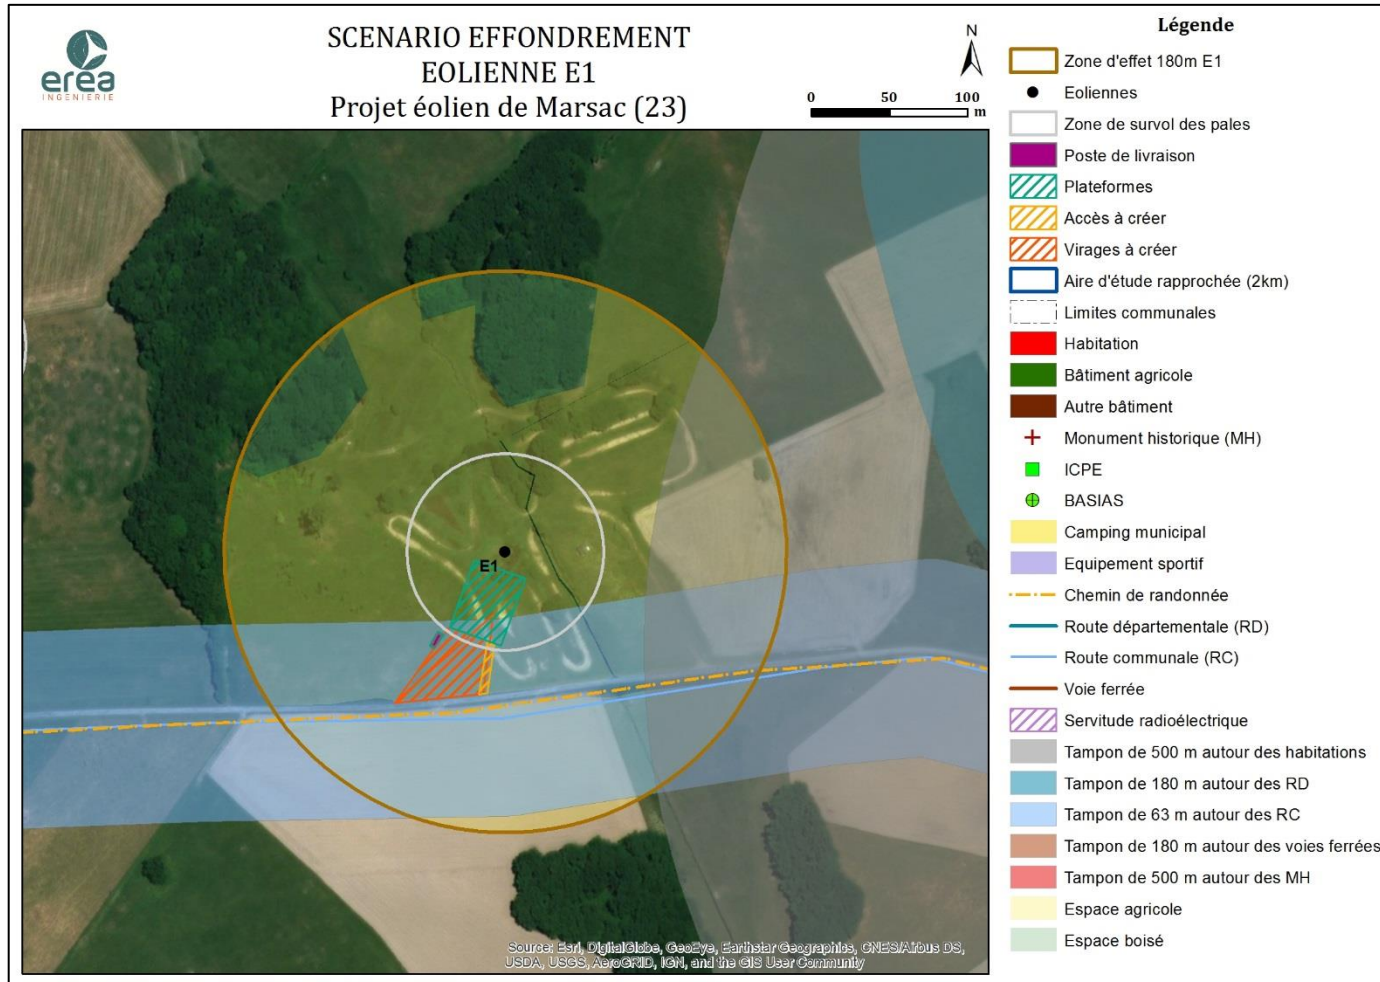 erea
INGENIERIE
SCENARIO EFFONDREMENT
EOLIENNE E1
Projet éolien de Marsac (23)
N
0 50 100
m
E1
Source: Esri, DigitalGlobe, GeoEye, Earthstar Geographics, CNES/Airbus DS,
USDA, USGS, AeroGRID, IGN, and the GIS User Community
Légende
Zone d'effet 180m E1
Eoliennes
Zone de survol des pales
Poste de livraison
Plateformes
Accès à créer
Virages à créer
Aire d'étude rapprochée (2km)
Limites communales
Habitation
Bâtiment agricole
Autre bâtiment
Monument historique (MH)
ICPE
BASIAS
Camping municipal
Equipement sportif
Chemin de randonnée
Route départementale (RD)
Route communale (RC)
Voie ferrée
Servitude radioélectrique
Tampon de 500 m autour des habitations
Tampon de 180 m autour des RD
Tampon de 63 m autour des RC
Tampon de 180 m autour des voies ferrées
Tampon de 500 m autour des MH
Espace agricole
Espace boisé